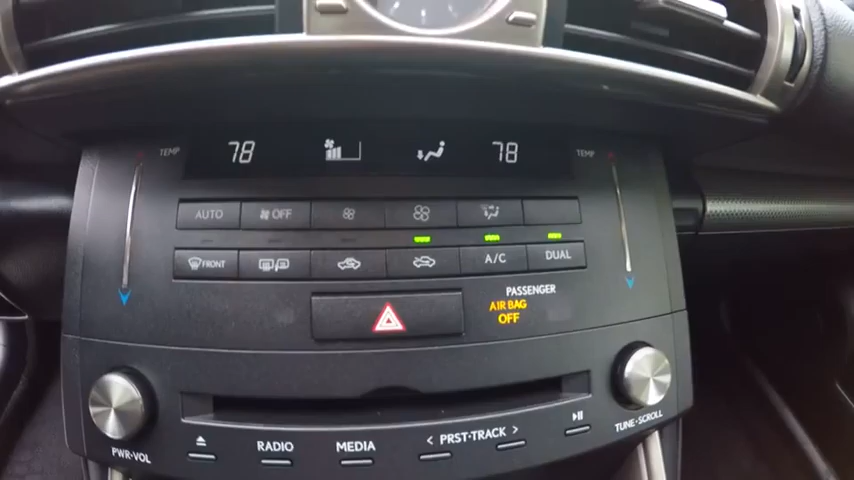 TEMP 78 78 TEMP
AUTO OFF
FRONT A/C DUAL
PASSENGER
AIR BAG
OFF
PWR•VOL RADIO MEDIA < PRST•TRACK > TUNE•SCROLL